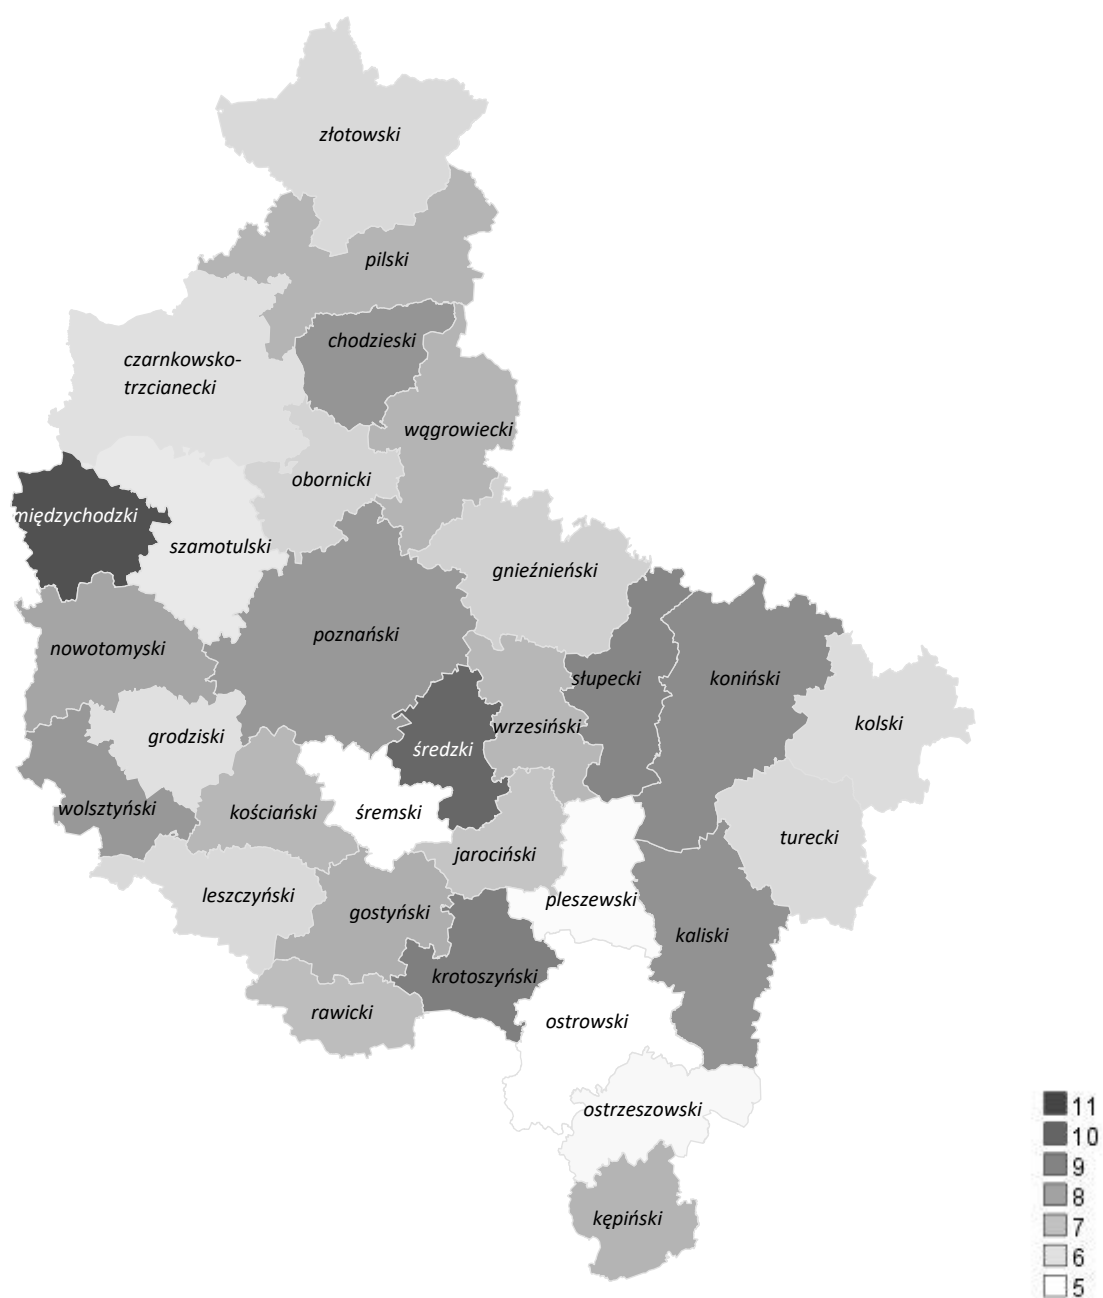 złotowski
pilski
chodzieski
czarnkowsko-
trzcianecki
wągrowiecki
obornicki
międzychodzki
szamotulski
gnieźnieński
poznański
nowotomyski
słupecki
koniński
kolski
wrzesiński
grodziski
średzki
wolsztyński
kościański
śremski
turecki
jarociński
leszczyński
pleszewski
gostyński
kaliski
krotoszyński
rawicki
ostrowski
ostrzeszowski
kępiński
11
10
9
8
7
6
5